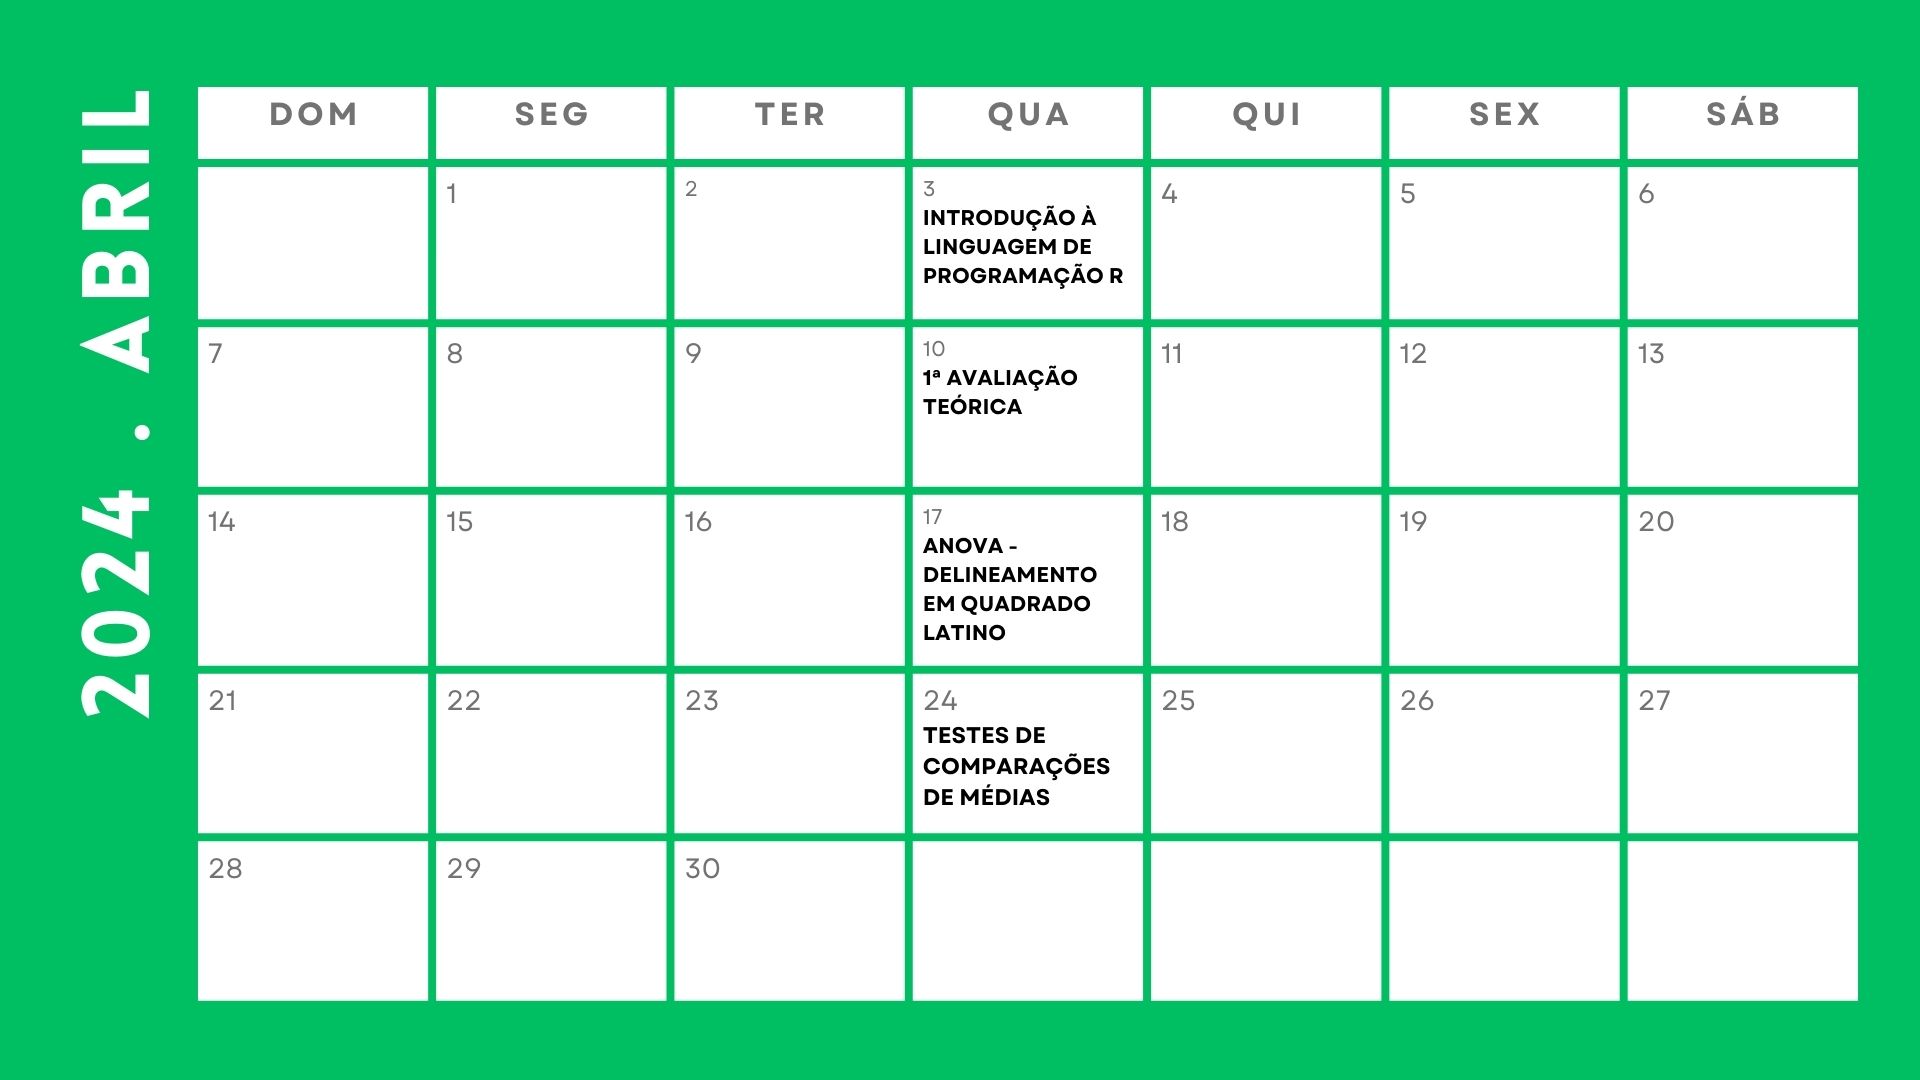 2024 . ABRIL
DOM SEG TER QUA QUI SEX SÁB
1 2 3 4 5 6
INTRODUÇÃO À
LINGUAGEM DE
PROGRAMAÇÃO R
7 8 9 10 11 12 13
1ª AVALIAÇÃO
TEÓRICA
14 15 16 17 18 19 20
ANOVA -
DELINEAMENTO
EM QUADRADO
LATINO
21 22 23 24 25 26 27
TESTES DE
COMPARAÇÕES
DE MÉDIAS
28 29 30